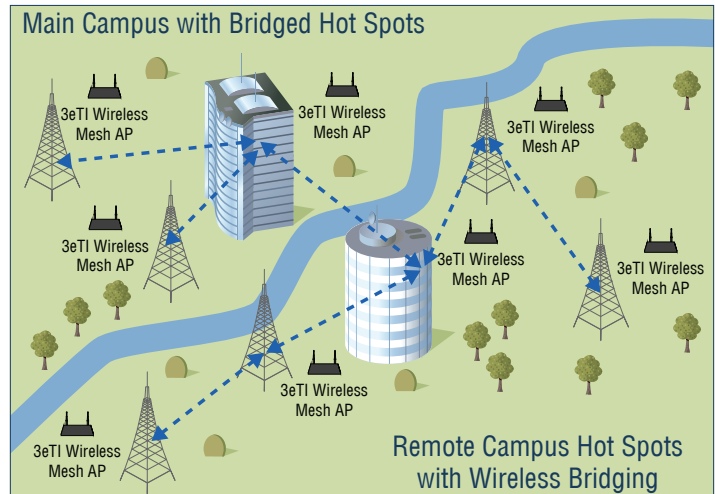 Main Campus with Bridged Hot Spots
3eTI Wireless
Mesh AP
3eTI Wireless
Mesh AP
3eTI Wireless
Mesh AP
3eTI Wireless
Mesh AP
3eTI Wireless
Mesh AP
3eTI Wireless
Mesh AP
3eTI Wireless
Mesh AP
3eTI Wireless
Mesh AP
Remote Campus Hot Spots
with Wireless Bridging